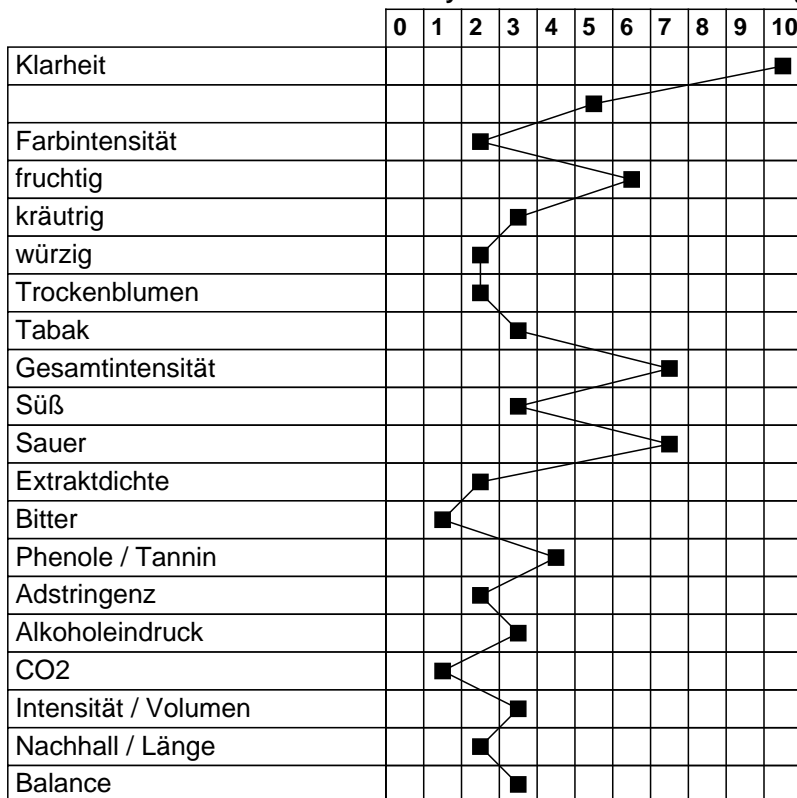 0 1 2 3 4 5 6 7 8 9 10
Klarheit
Farbintensität
fruchtig
kräutrig
würzig
Trockenblumen
Tabak
Gesamtintensität
Süß
Sauer
Extraktdichte
Bitter
Phenole / Tannin
Adstringenz
Alkoholeindruck
CO2
Intensität / Volumen
Nachhall / Länge
Balance